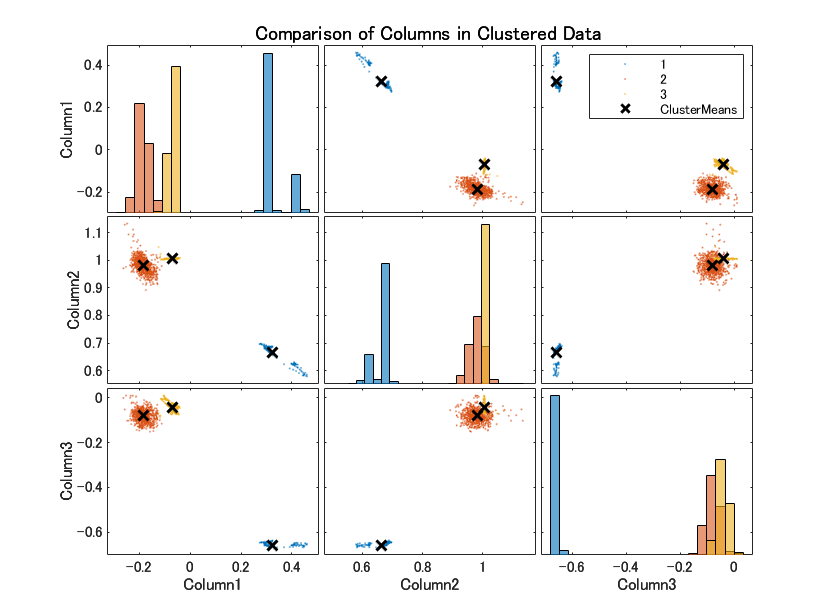 Comparison of Columns in Clustered Data
Column1
0.4
0.2
0
-0.2
1
2
3
ClusterMeans
Column2
1.1
1
0.9
0.8
0.7
0.6
Column3
0
-0.2
-0.4
-0.6
-0.2 0 0.2 0.4 0.6 0.8 1 -0.6 -0.4 -0.2 0
Column1 Column2 Column3